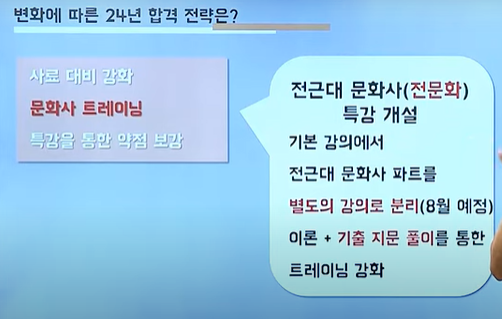 변화에 따른 24년 합격 전략은?
사료 대비 강화
문화사 트레이닝
특강을 통한 약점 보강
전근대 문화사(전문화)
특강 개설
기본 강의에서
전근대 문화사 파트를
별도의 강의로 분리(8월 예정)
이론 + 기출 지문 풀이를 통한
트레이닝 강화